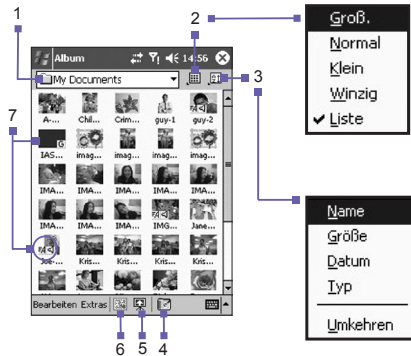 1
2
3
7
Album 14:56
My Documents
A-... Chil... Crim... guy-1 guy-2
IAS... imag... imag... imag... imag...
IMA... IMA... IMA... IMA... IMA...
IMA... IMA... IMA... IMG... Jane...
Joe-... Kris... Kris... Kris... Kris...
Bearbeiten Extras
6
5
4
Groß.
Normal
Klein
Winzig
Liste
Name
Größe
Datum
Typ
Umkehren